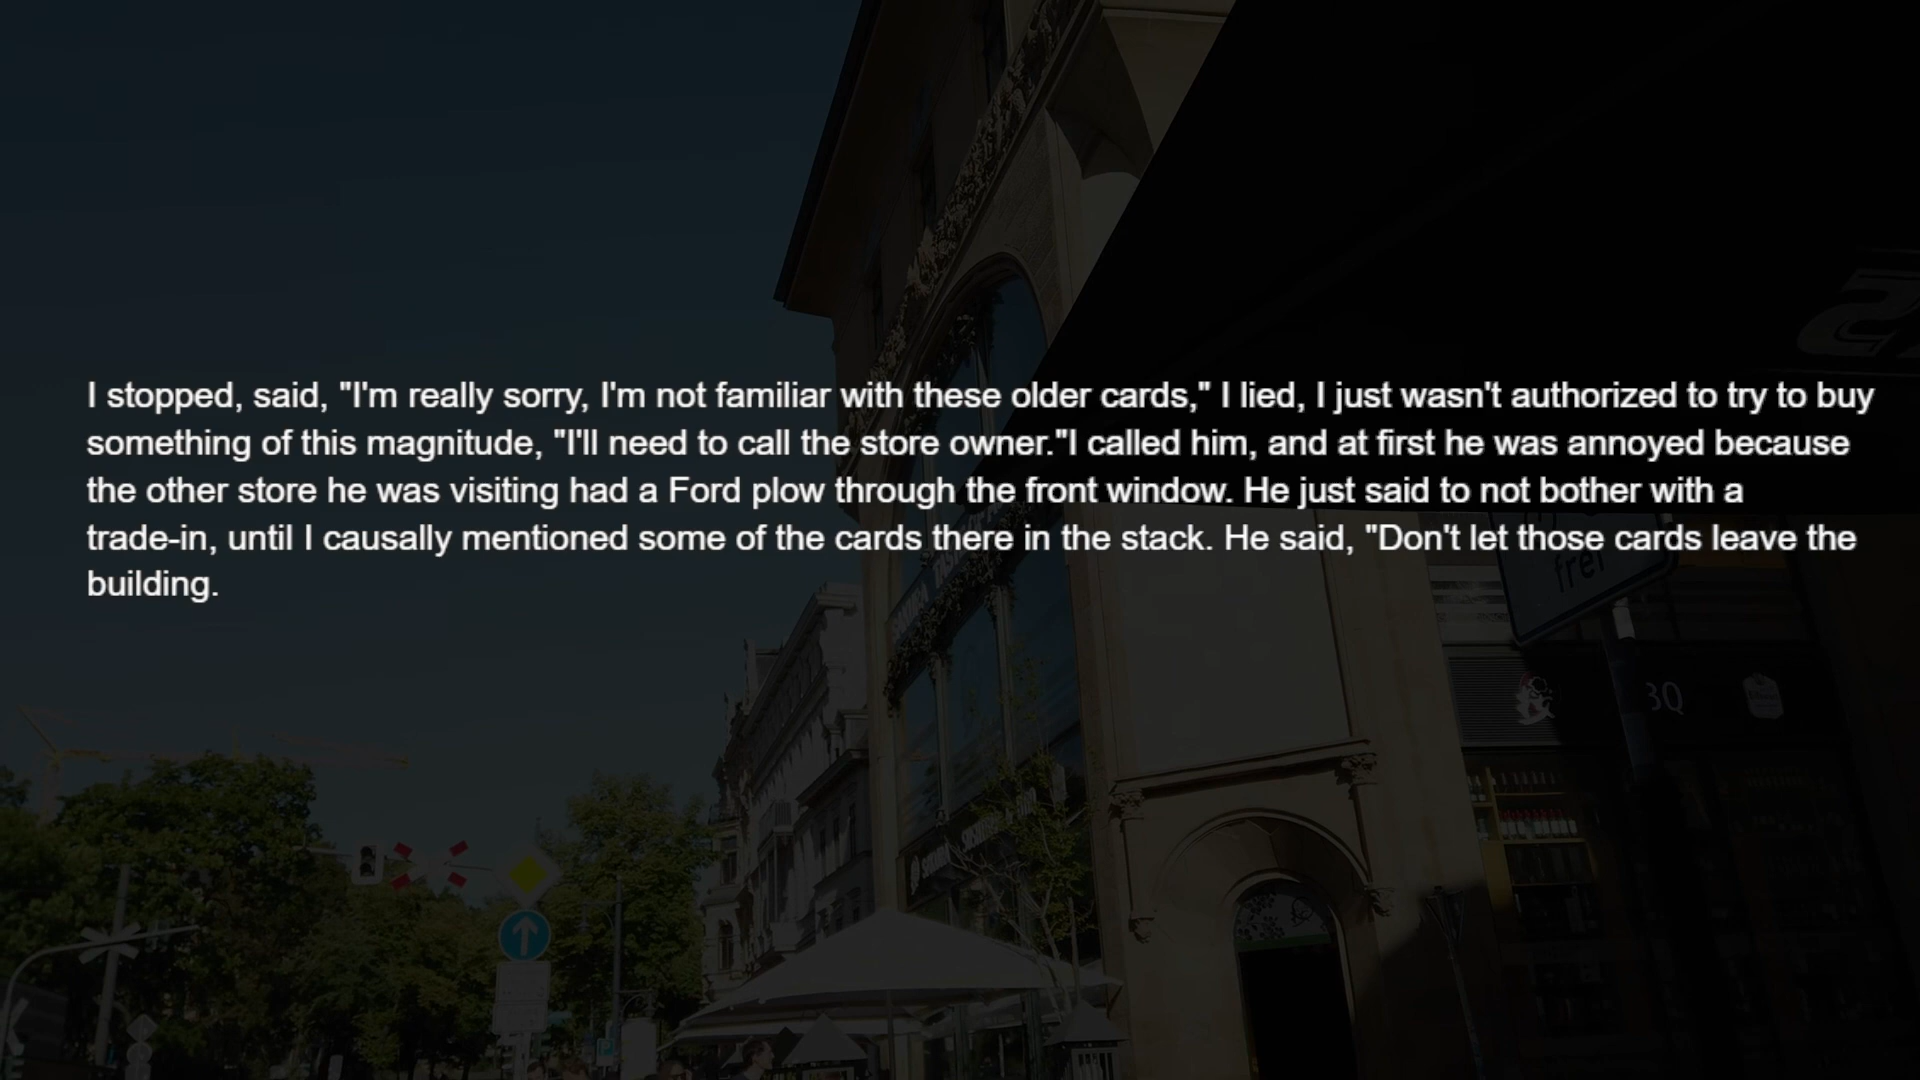 I stopped, said, "I'm really sorry, I'm not familiar with these older cards," I lied, I just wasn't authorized to try to buy
something of this magnitude, "I'll need to call the store owner."I called him, and at first he was annoyed because
the other store he was visiting had a Ford plow through the front window. He just said to not bother with a
trade-in, until I causally mentioned some of the cards there in the stack. He said, "Don't let those cards leave the
building.
frei
BQ